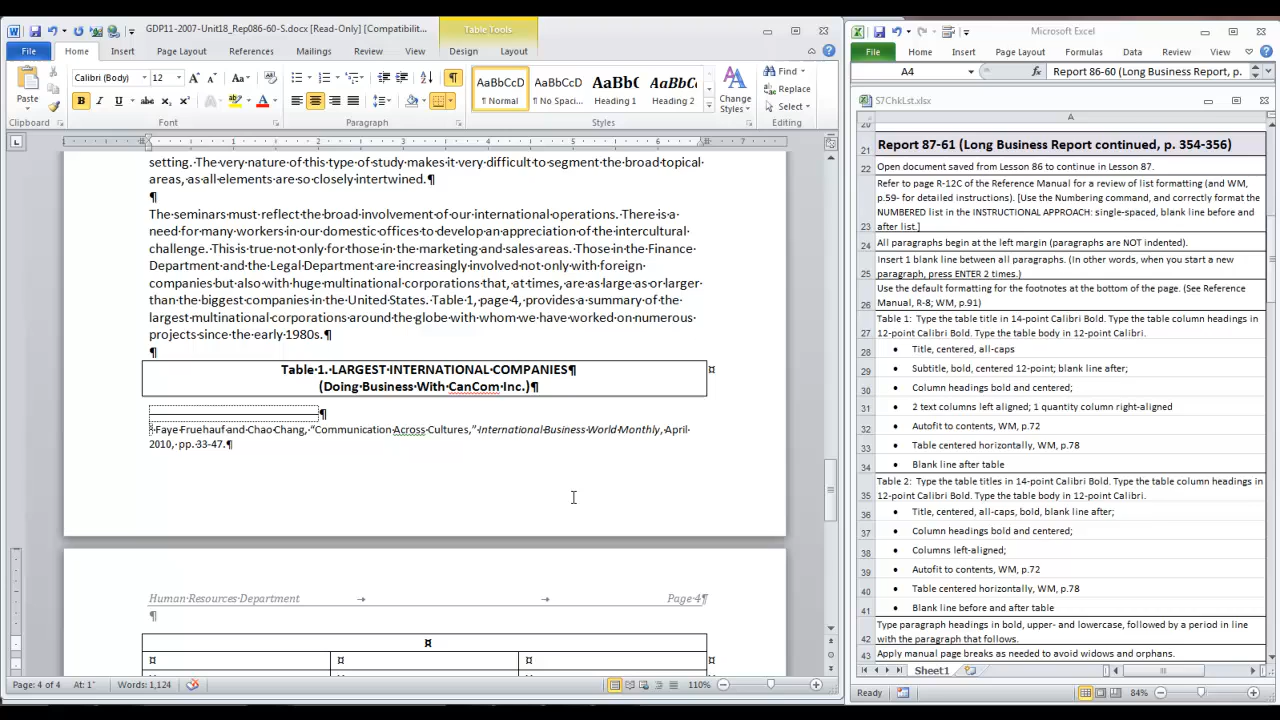 GDP11_2007-Unit18_Rep086-60-S.docx [Read-Only] [Compatibilit...
Table Tools
Microsoft Excel
File Home Insert Page Layout References Mailings Review View Design Layout
File Home Insert Page Layout Formulas Data Review View
Calibri (Body) 12
Find
A4 fx Report 86-60 (Long Business Report, p.
Replace
Select
Paste
AaBbCcD AaBbCcD AaBbC AaBbCc
¶ Normal ¶ No Spaci... Heading 1 Heading 2
Change Styles
Clipboard Font Paragraph Styles Editing
S7ChkLst.xlsx
A
setting. The very nature of this type of study makes it very difficult to segment the broad topical
areas, as all elements are so closely intertwined.¶
¶
The seminars must reflect the broad involvement of our international operations. There is a
need for many workers in our domestic offices to develop an appreciation of the intercultural
challenge. This is true not only for those in the marketing and sales areas. Those in the Finance
Department and the Legal Department are increasingly involved not only with foreign
companies but also with huge multinational corporations that, at times, are as large as or larger
than the biggest companies in the United States. Table 1, page 4, provides a summary of the
largest multinational corporations around the globe with whom we have worked on numerous
projects since the early 1980s.¶
¶
Table 1. LARGEST INTERNATIONAL COMPANIES¶
(Doing Business With CanCom Inc.)¶
¶
Faye Fruehauf and Chao Chang, “Communication Across Cultures,” International Business World Monthly, April
2010, pp. 33-47.¶
Human Resources Department Page 4¶
¶
Page: 4 of 4 At: 1" Words: 1,124 110%
20
21 Report 87-61 (Long Business Report continued, p. 354-356)
22 Open document saved from Lesson 86 to continue in Lesson 87.
Refer to page R-12C of the Reference Manual for a review of list formatting (and WM,
p.59- for detailed instructions). [Use the Numbering command, and correctly format the
NUMBERED list in the INSTRUCTIONAL APPROACH: single-spaced, blank line before and
23 after list.]
24 All paragraphs begin at the left margin (paragraphs are NOT indented).
Insert 1 blank line between all paragraphs. (In other words, when you start a new
25 paragraph, press ENTER 2 times.)
Use the default formatting for the footnotes at the bottom of the page. (See Reference
26 Manual, R-8; WM, p.91)
Table 1: Type the table title in 14-point Calibri Bold. Type the table column headings in
27 12-point Calibri Bold. Type the table body in 12-point Calibri.
28 • Title, centered, all-caps
29 • Subtitle, bold, centered 12-point; blank line after;
30 • Column headings bold and centered;
31 • 2 text columns left aligned; 1 quantity column right-aligned
32 • Autofit to contents, WM, p.72
33 • Table centered horizontally, WM, p.78
34 • Blank line after table
Table 2: Type the table titles in 14-point Calibri Bold. Type the table column headings in
35 12-point Calibri Bold. Type the table body in 12-point Calibri.
36 • Title, centered, all-caps, bold, blank line after;
37 • Column headings bold and centered;
38 • Columns left-aligned;
39 • Autofit to contents, WM, p.72
40 • Table centered horizontally, WM, p.78
41 • Blank line before and after table
Type paragraph headings in bold, upper- and lowercase, followed by a period in line
42 with the paragraph that follows.
43 Apply manual page breaks as needed to avoid widows and orphans.
Sheet1
Ready 84%